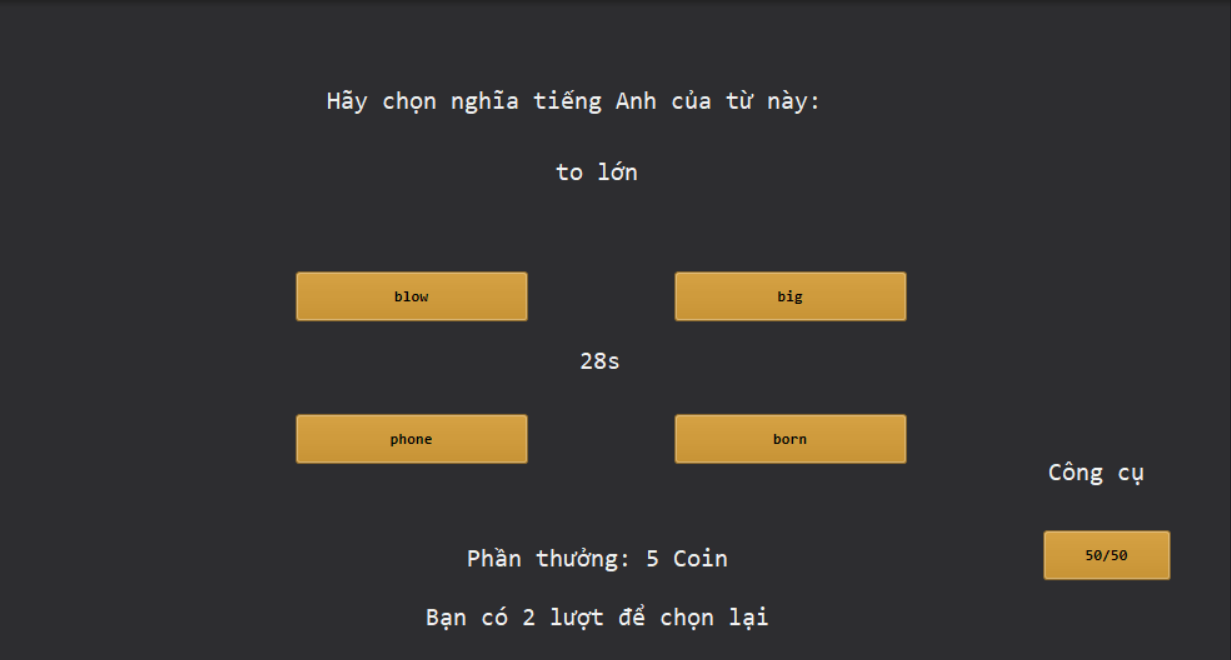 Hãy chọn nghĩa tiếng Anh của từ này:
to lớn
blow
big
28s
phone
born
Công cụ
50/50
Phần thưởng: 5 Coin
Bạn có 2 lượt để chọn lại